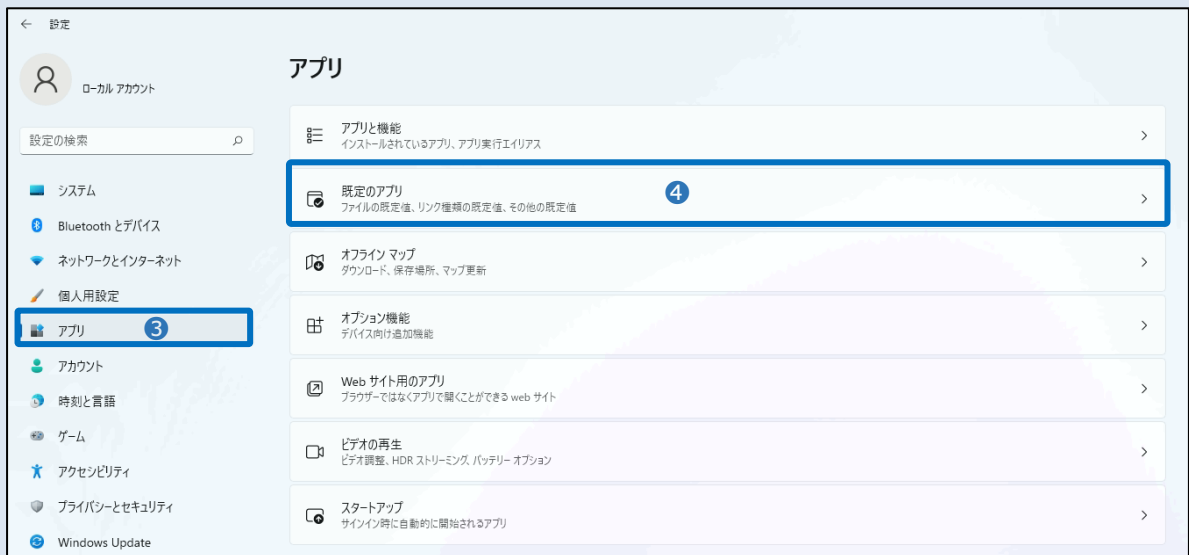 ← 設定
ローカル アカウント
設定の検索
システム
Bluetooth とデバイス
ネットワークとインターネット
個人用設定
アプリ ❸
アカウント
時刻と言語
ゲーム
アクセシビリティ
プライバシーとセキュリティ
Windows Update
アプリ
アプリと機能
インストールされているアプリ、アプリ実行エイリアス
既定のアプリ ❹
ファイルの既定値、リンク種類の既定値、その他の既定値
オフライン マップ
ダウンロード、保存場所、マップ更新
オプション機能
デバイス向け追加機能
Web サイト用のアプリ
ブラウザーではなくアプリで開くことができる web サイト
ビデオの再生
ビデオ調整、HDR ストリーミング、バッテリー オプション
スタートアップ
サインイン時に自動的に開始されるアプリ